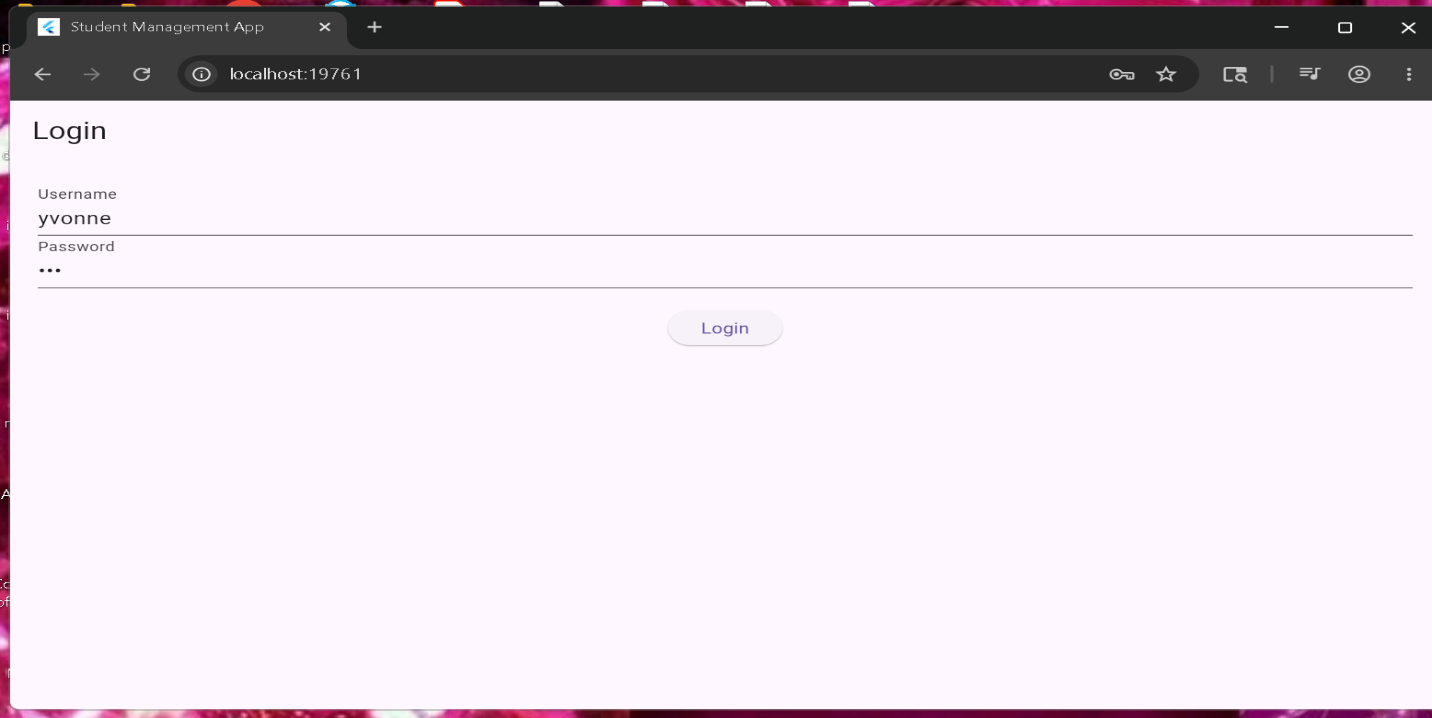 Student Management App
localhost:19761
Login
Username
yvonne
Password
•••
Login